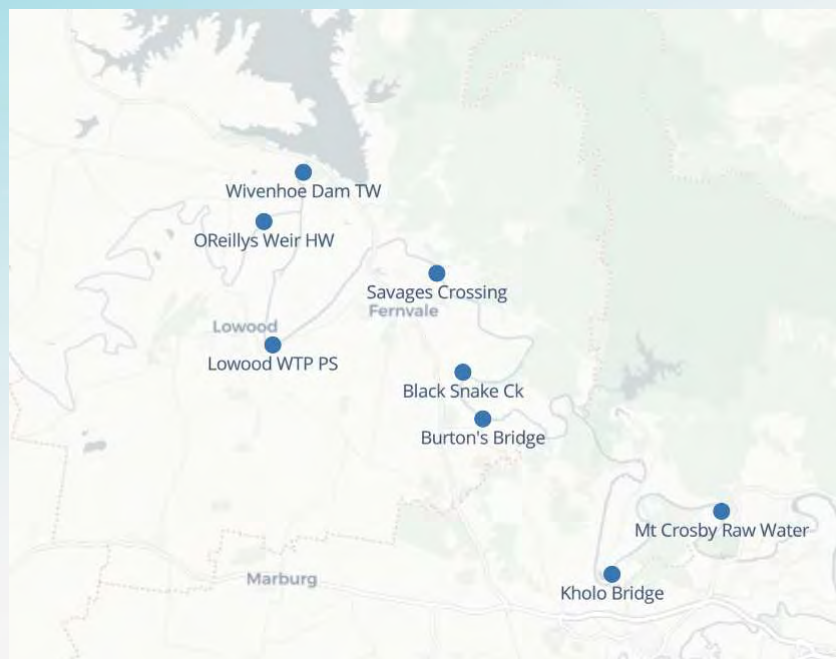 Wivenhoe Dam TW
OReillys Weir HW
Savages Crossing
Fernvale
Lowood
Lowood WTP PS
Black Snake Ck
Burton's Bridge
Mt Crosby Raw Water
Marburg
Kholo Bridge